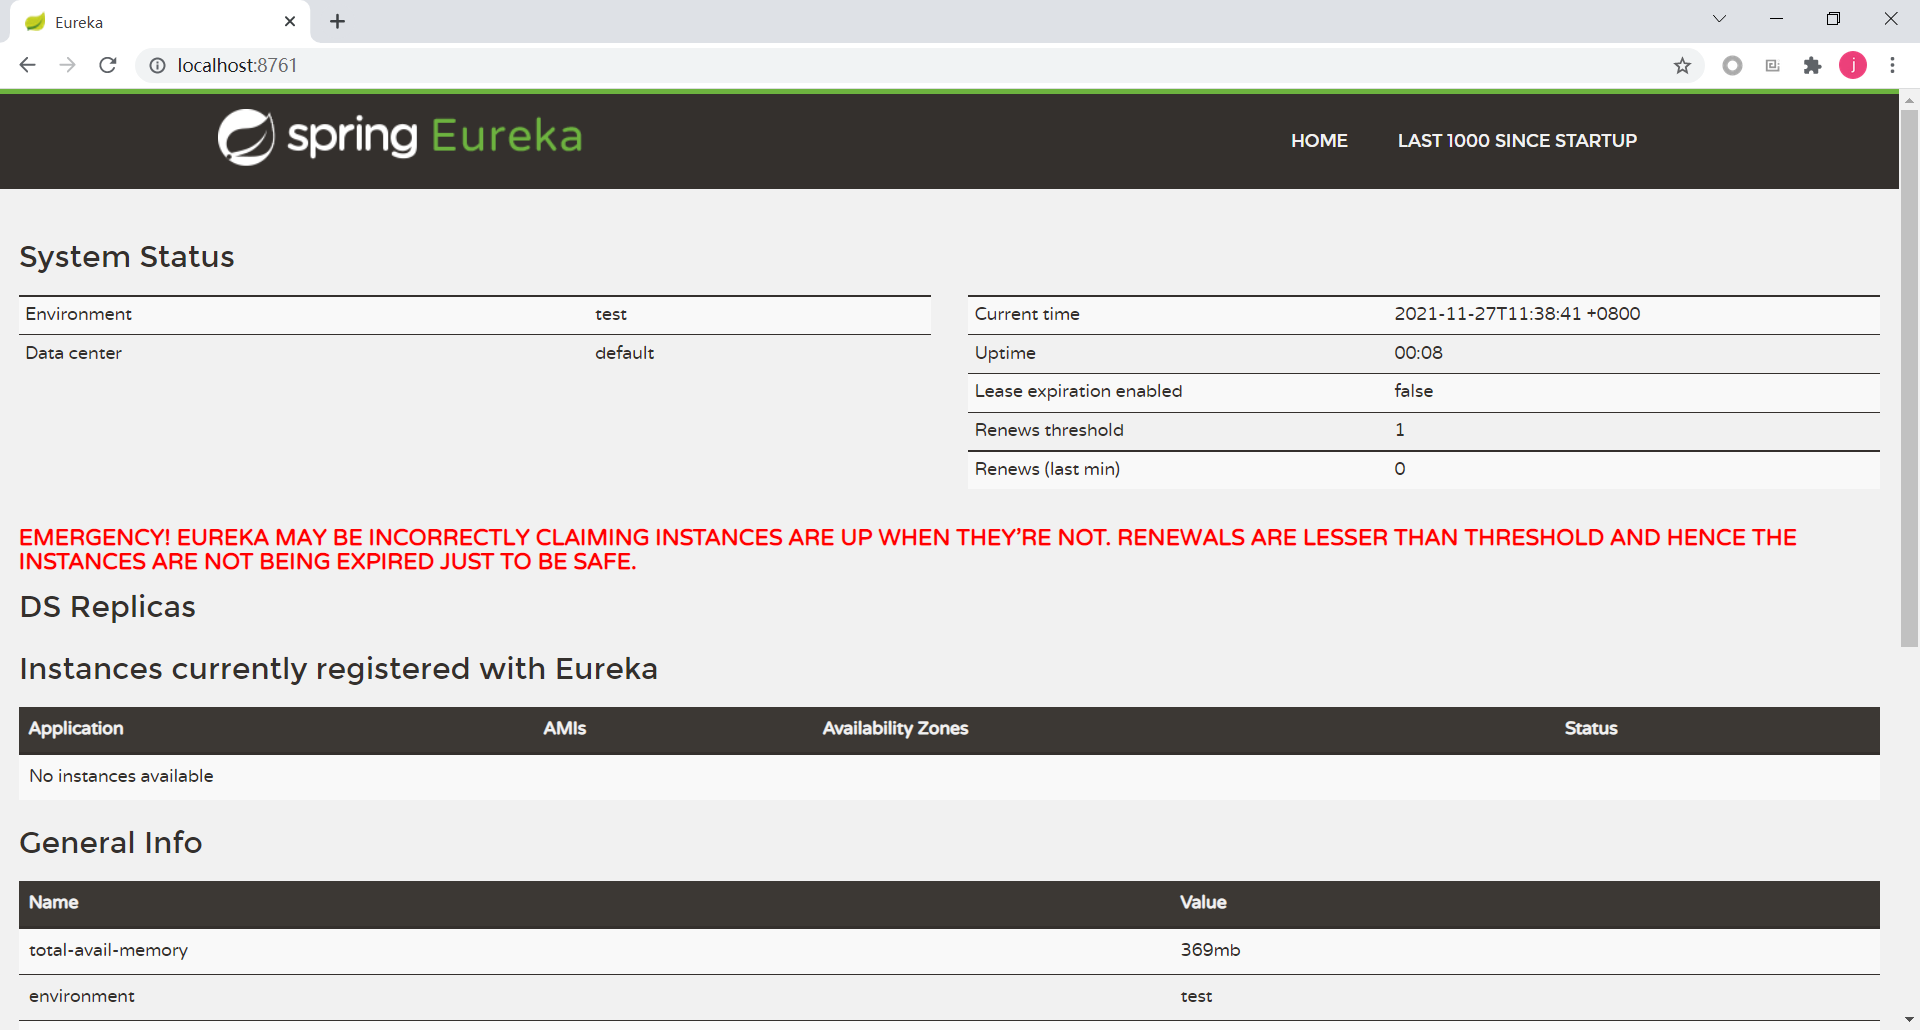 Eureka
localhost:8761
j
spring Eureka
HOME LAST 1000 SINCE STARTUP
System Status
Environment test
Data center default
Current time 2021-11-27T11:38:41 +0800
Uptime 00:08
Lease expiration enabled false
Renews threshold 1
Renews (last min) 0
EMERGENCY! EUREKA MAY BE INCORRECTLY CLAIMING INSTANCES ARE UP WHEN THEY'RE NOT. RENEWALS ARE LESSER THAN THRESHOLD AND HENCE THE
INSTANCES ARE NOT BEING EXPIRED JUST TO BE SAFE.
DS Replicas
Instances currently registered with Eureka
Application AMIs Availability Zones Status
No instances available
General Info
Name Value
total-avail-memory 369mb
environment test